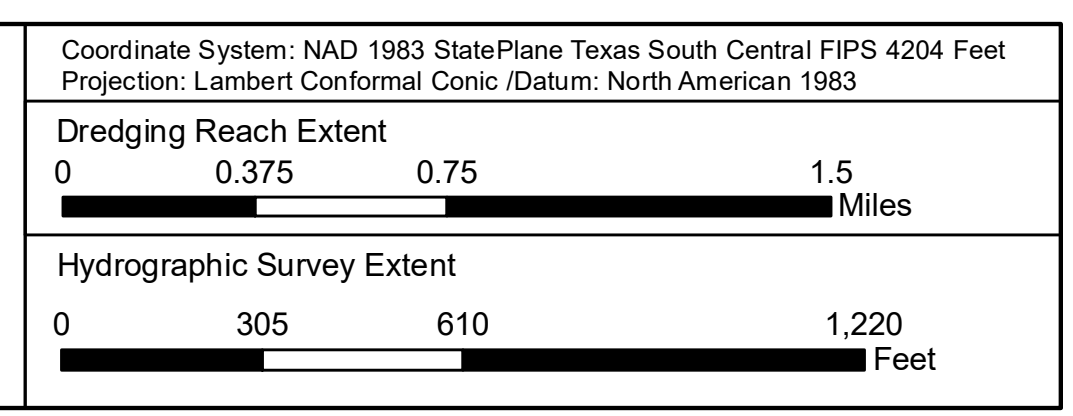 Coordinate System: NAD 1983 StatePlane Texas South Central FIPS 4204 Feet
Projection: Lambert Conformal Conic /Datum: North American 1983
Dredging Reach Extent
0 0.375 0.75 1.5
Miles
Hydrographic Survey Extent
0 305 610 1,220
Feet